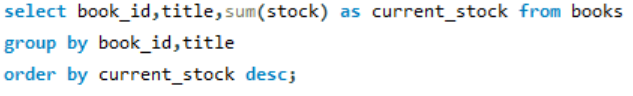 select book_id,title,sum(stock) as current_stock from books
group by book_id,title
order by current_stock desc;